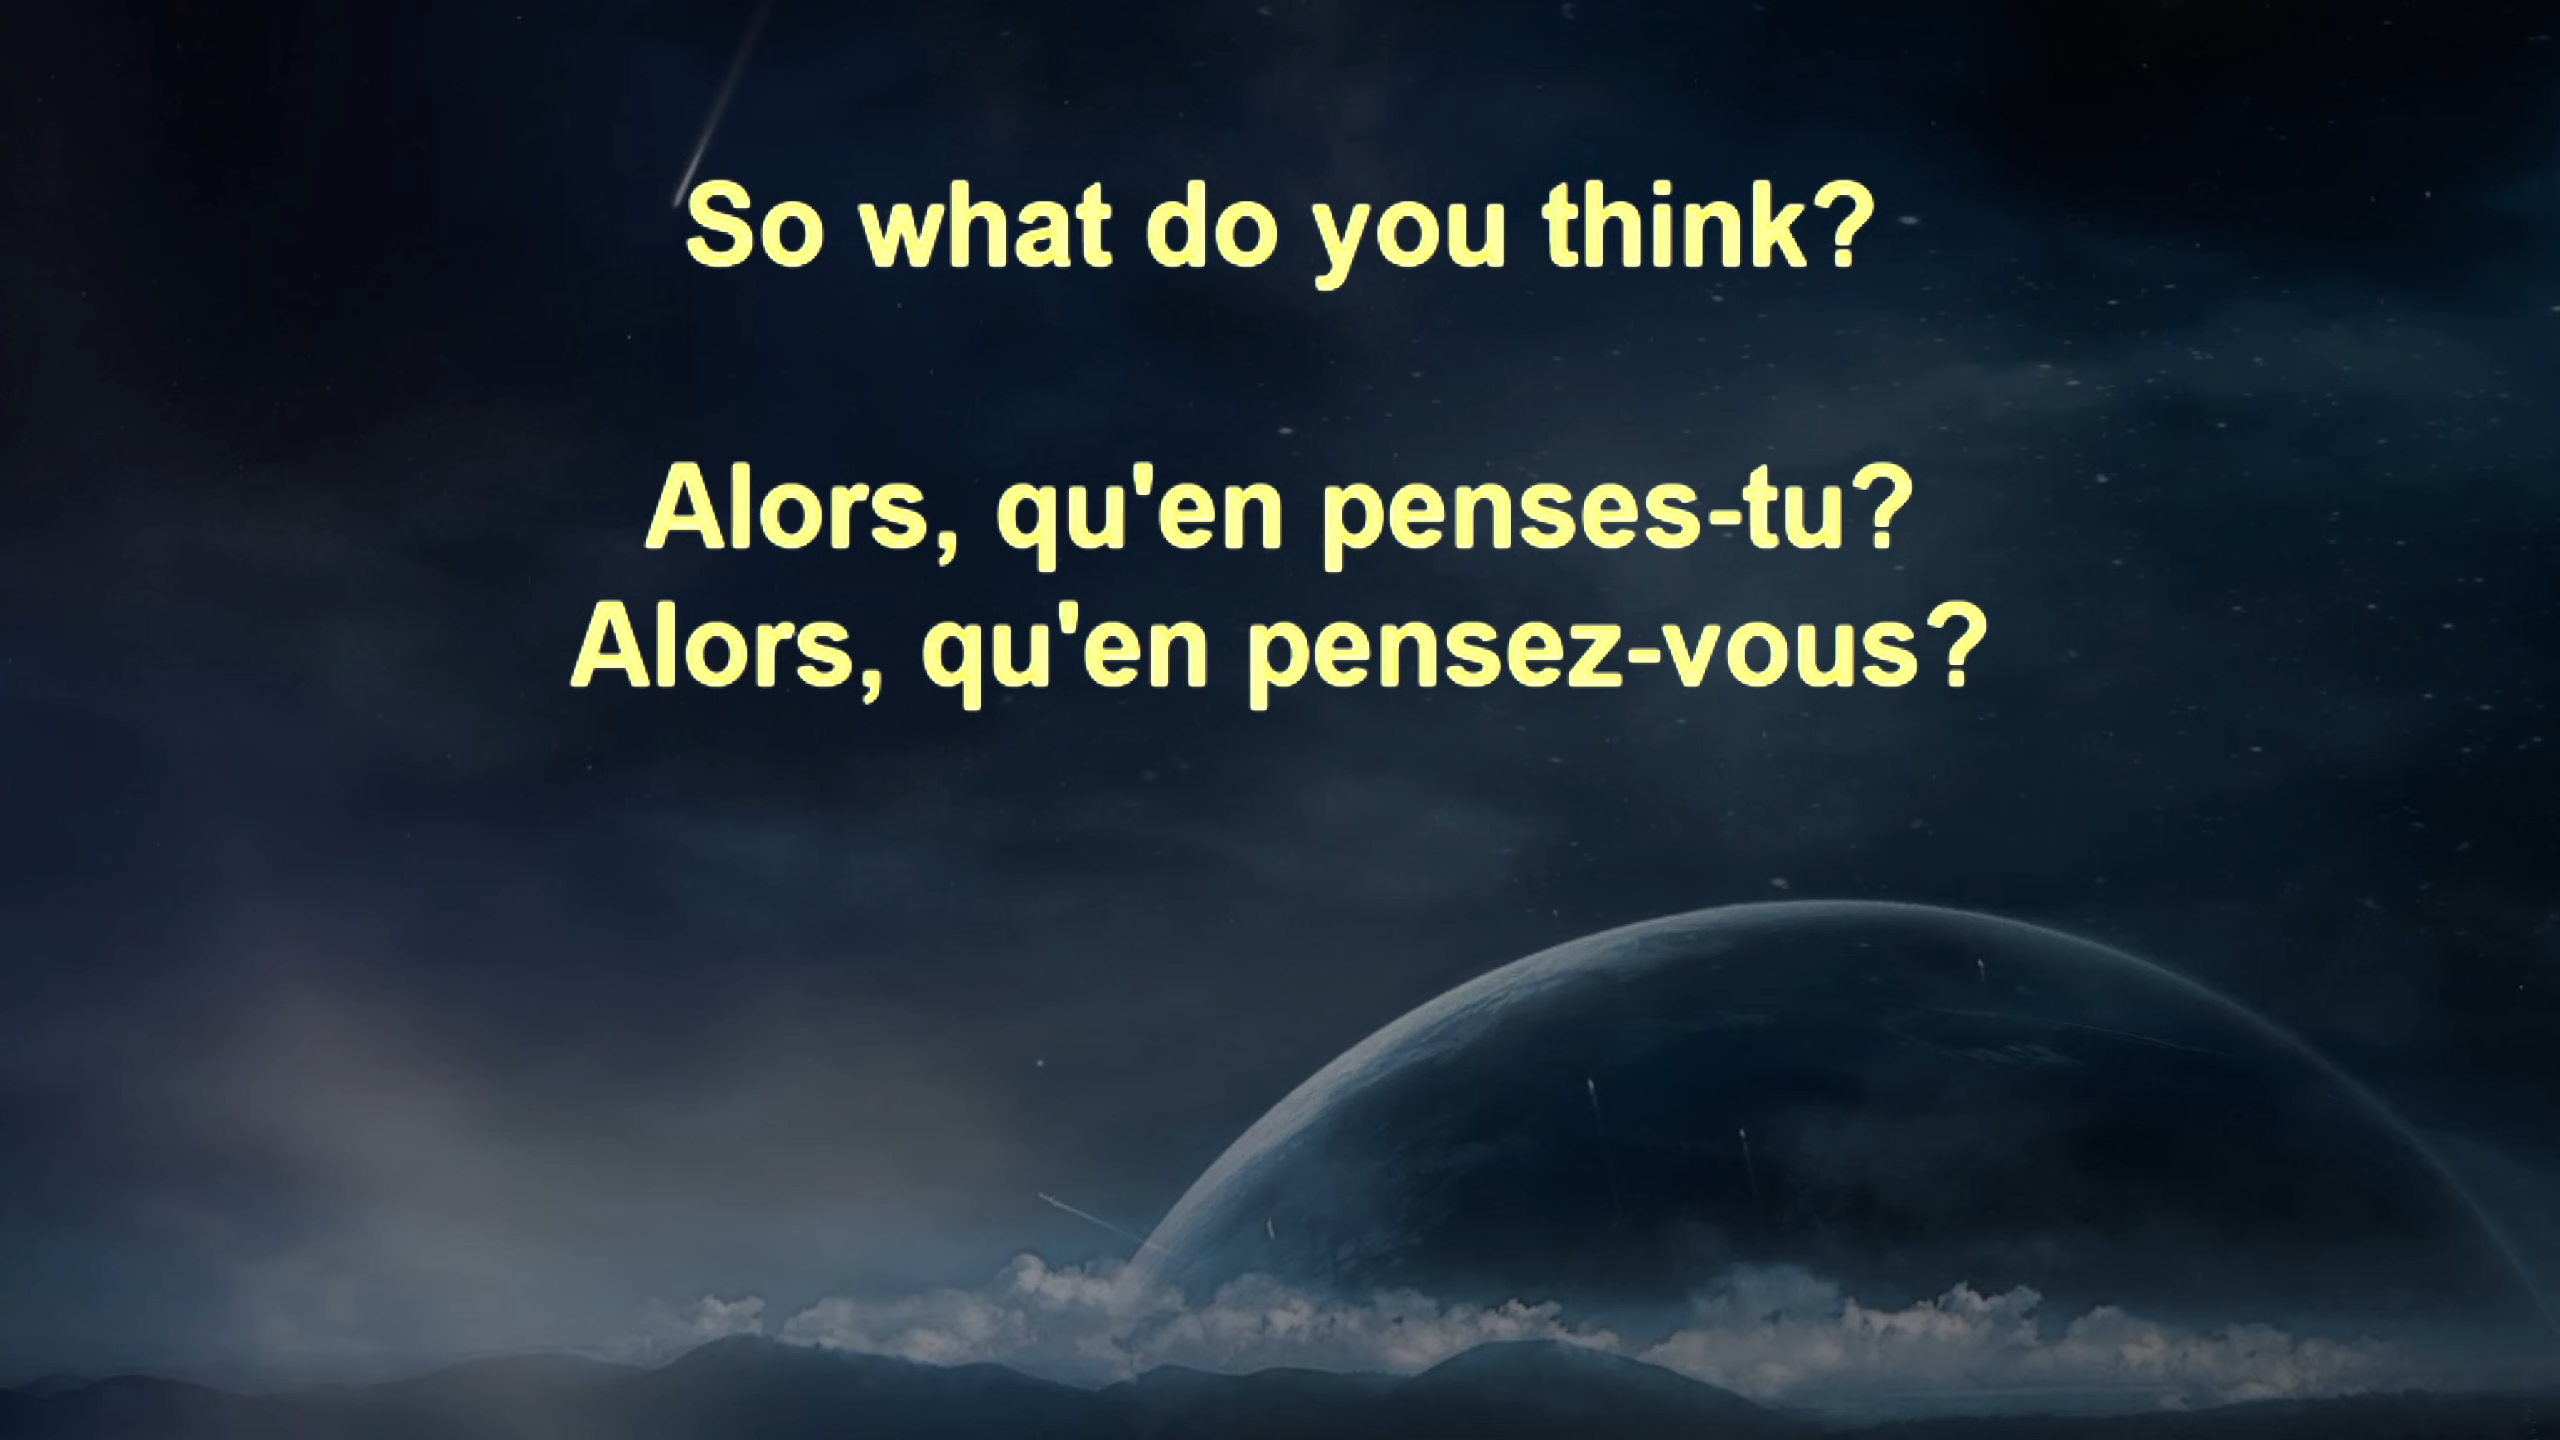 So what do you think?
Alors, qu'en penses-tu?
Alors, qu'en pensez-vous?